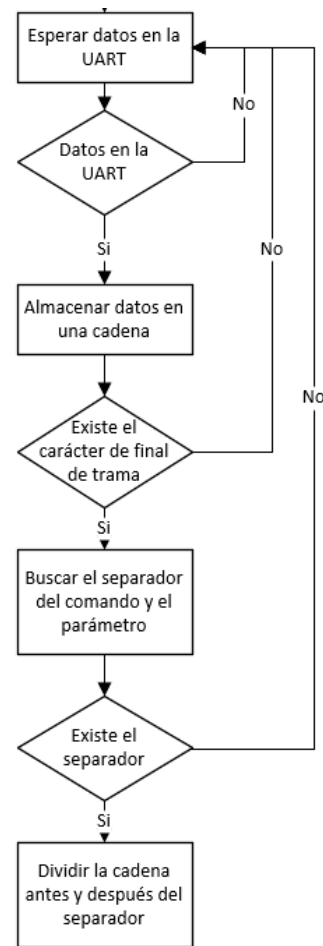 Esperar datos en la
UART
No
Datos en la
UART
Si
No
Almacenar datos en
una cadena
No
Existe el
carácter de final
de trama
Si
Buscar el separador
del comando y el
parámetro
Existe el
separador
Si
Dividir la cadena
antes y después del
separador